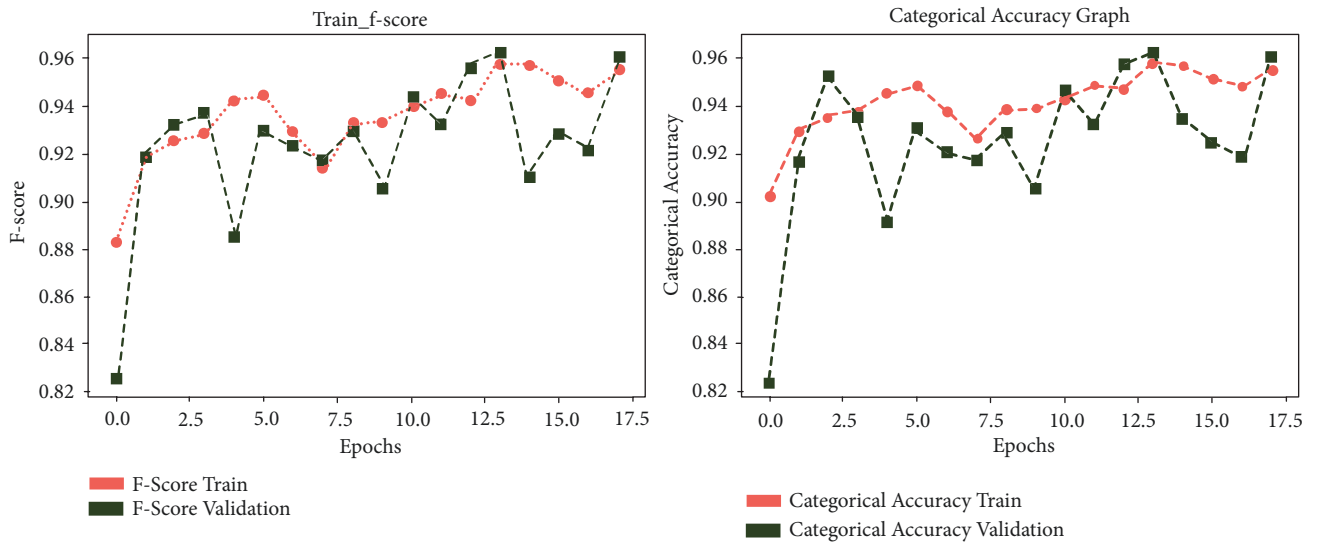 Train_f-score
F-score
0.96
0.94
0.92
0.90
0.88
0.96
0.84
0.82
0.0 2.5 5.0 7.5 10.0 12.5 15.0 17.5
Epochs
F-Score Train
F-Score Validation
Categorical Accuracy Graph
Categorical Accuracy
0.96
0.94
0.92
0.90
0.88
0.86
0.84
0.82
0.0 2.5 5.0 7.5 10.0 12.5 15.0 17.5
Epochs
Categorical Accuracy Train
Categorical Accuracy Validation